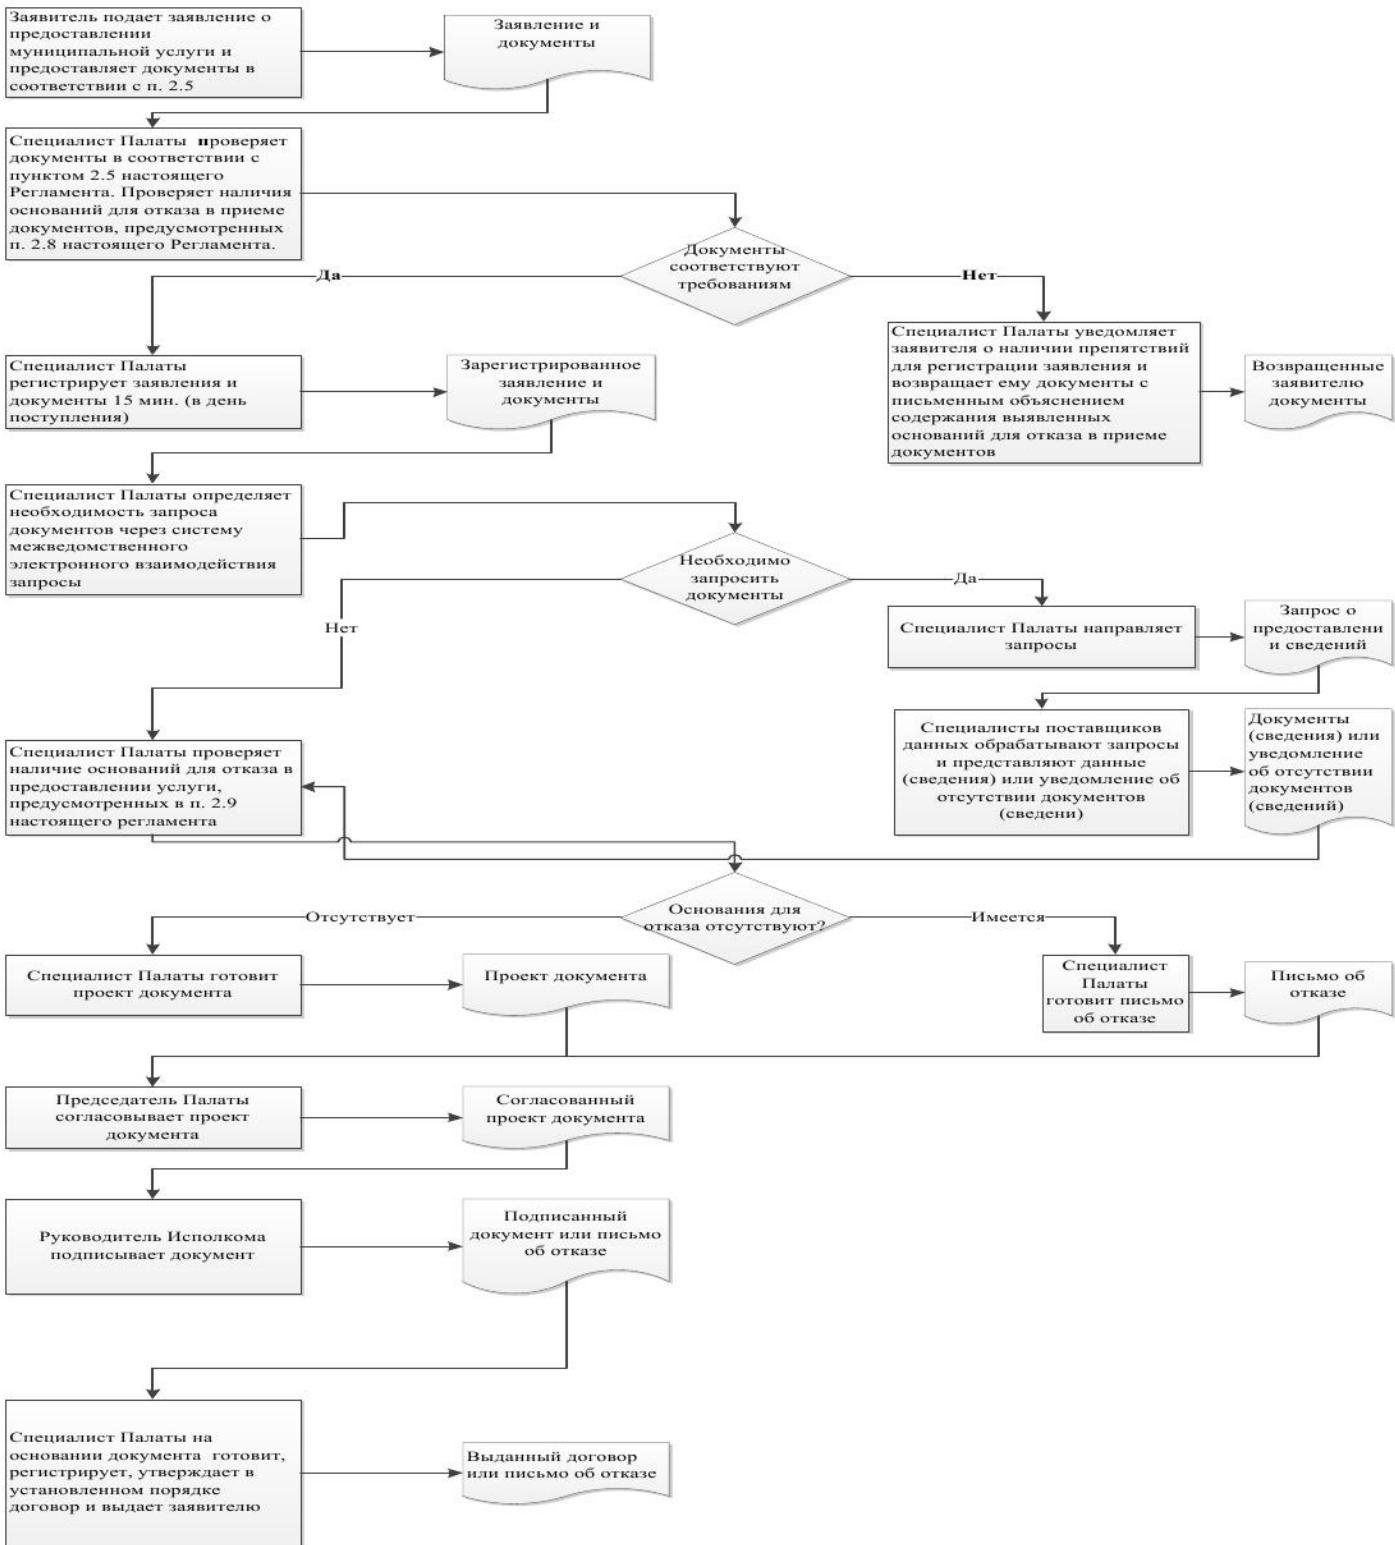 Заявитель подает заявление о
предоставлении
муниципальной услуги и
предоставляет документы в
соответствии с п. 2.5
Заявление и
документы
Специалист Палаты проверяет
документы в соответствии с
пунктом 2.5 настоящего
Регламента. Проверяет наличия
оснований для отказа в приеме
документов, предусмотренных
п. 2.8 настоящего Регламента.
Документы
соответствуют
требованиям
Да
Нет
Специалист Палаты
регистрирует заявления и
документы 15 мин. (в день
поступления)
Зарегистрированное
заявление и
документы
Специалист Палаты уведомляет
заявителя о наличии препятствий
для регистрации заявления и
возвращает ему документы с
письменным объяснением
содержания выявленных
оснований для отказа в приеме
документов
Возвращенные
заявителю
документы
Специалист Палаты определяет
необходимость запроса
документов через систему
межведомственного
электронного взаимодействия
запросы
Необходимо
запросить
документы
Да
Нет
Специалист Палаты направляет
запросы
Запрос о
предоставлени
и сведений
Специалисты поставщиков
данных обрабатывают запросы
и представляют данные
(сведения) или уведомление об
отсутствии документов
(сведени)
Документы
(сведения) или
уведомление
об отсутствии
документов
(сведений)
Специалист Палаты проверяет
наличие оснований для отказа в
предоставлении услуги,
предусмотренных в п. 2.9
настоящего регламента
Основания для
отказа отсутствуют?
Отсутствует
Имеется
Специалист Палаты готовит
проект документа
Проект документа
Специалист
Палаты
готовит письмо
об отказе
Письмо об
отказе
Председатель Палаты
согласовывает проект
документа
Согласованный
проект документа
Руководитель Исполкома
подписывает документ
Подписанный
документ или письмо
об отказе
Специалист Палаты на
основании документа готовит,
регистрирует, утверждает в
установленном порядке
договор и выдает заявителю
Выданный договор
или письмо об отказе